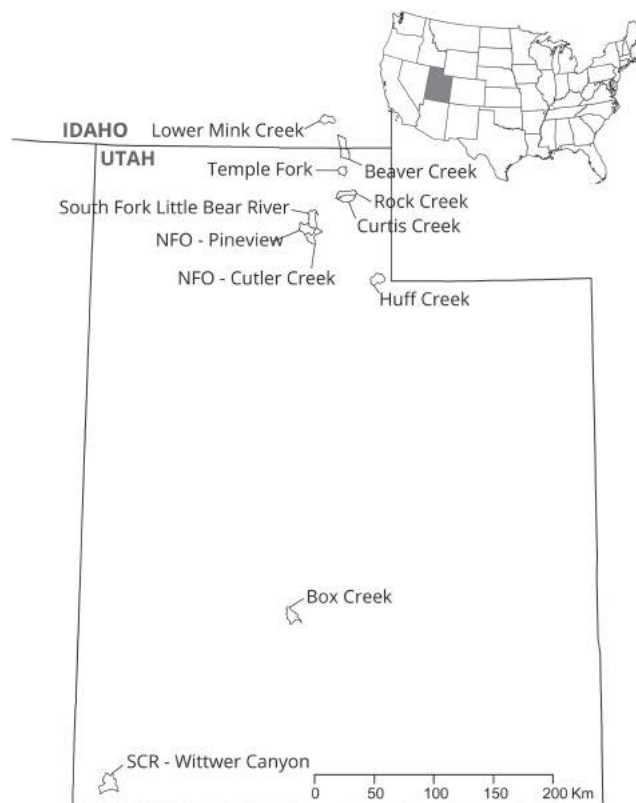 IDAHO
Lower Mink Creek
UTAH
Temple Fork
Beaver Creek
South Fork Little Bear River
Rock Creek
NFO - Pineview
Curtis Creek
NFO - Cutler Creek
Huff Creek
Box Creek
SCR - Wittwer Canyon
0 50 100 150 200 Km